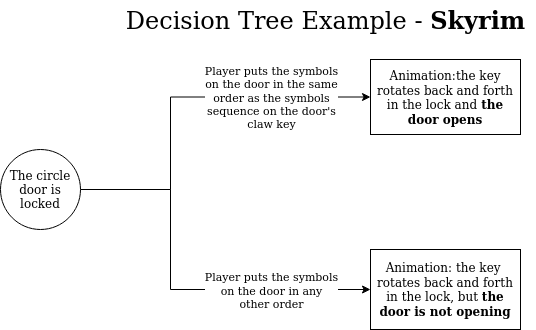 Decision Tree Example - Skyrim
Player puts the symbols
on the door in the same
order as the symbols
sequence on the door's
claw key
Animation:the key
rotates back and forth
in the lock and the
door opens
The circle
door is
locked
Player puts the symbols
on the door in any
other order
Animation: the key
rotates back and forth
in the lock, but the
door is not opening